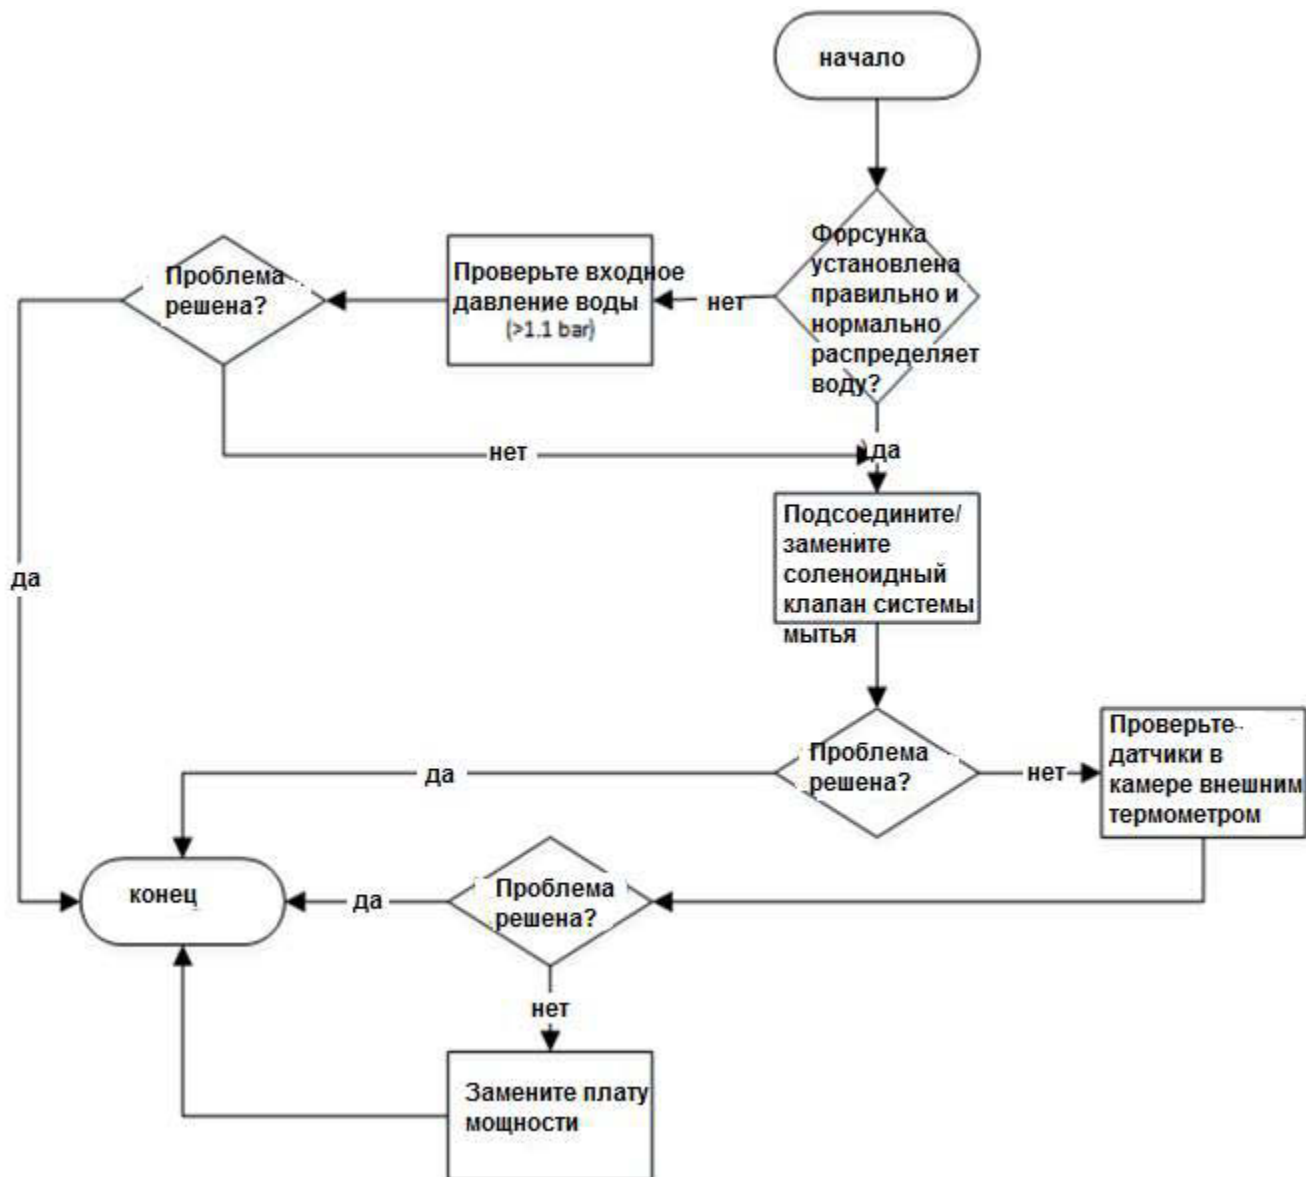 начало
Форсунка
установлена
правильно и
нормально
распределяет
воду?
нет
Проверьте входное
давление воды
(>1.1 bar)
Проблема
решена?
да
нет
да
Подсоедините/
замените
соленоидный
клапан системы
мытья
Проблема
решена?
да
нет
Проверьте
датчики в
камере внешним
термометром
Проблема
решена?
да
конец
нет
Замените плату
мощности